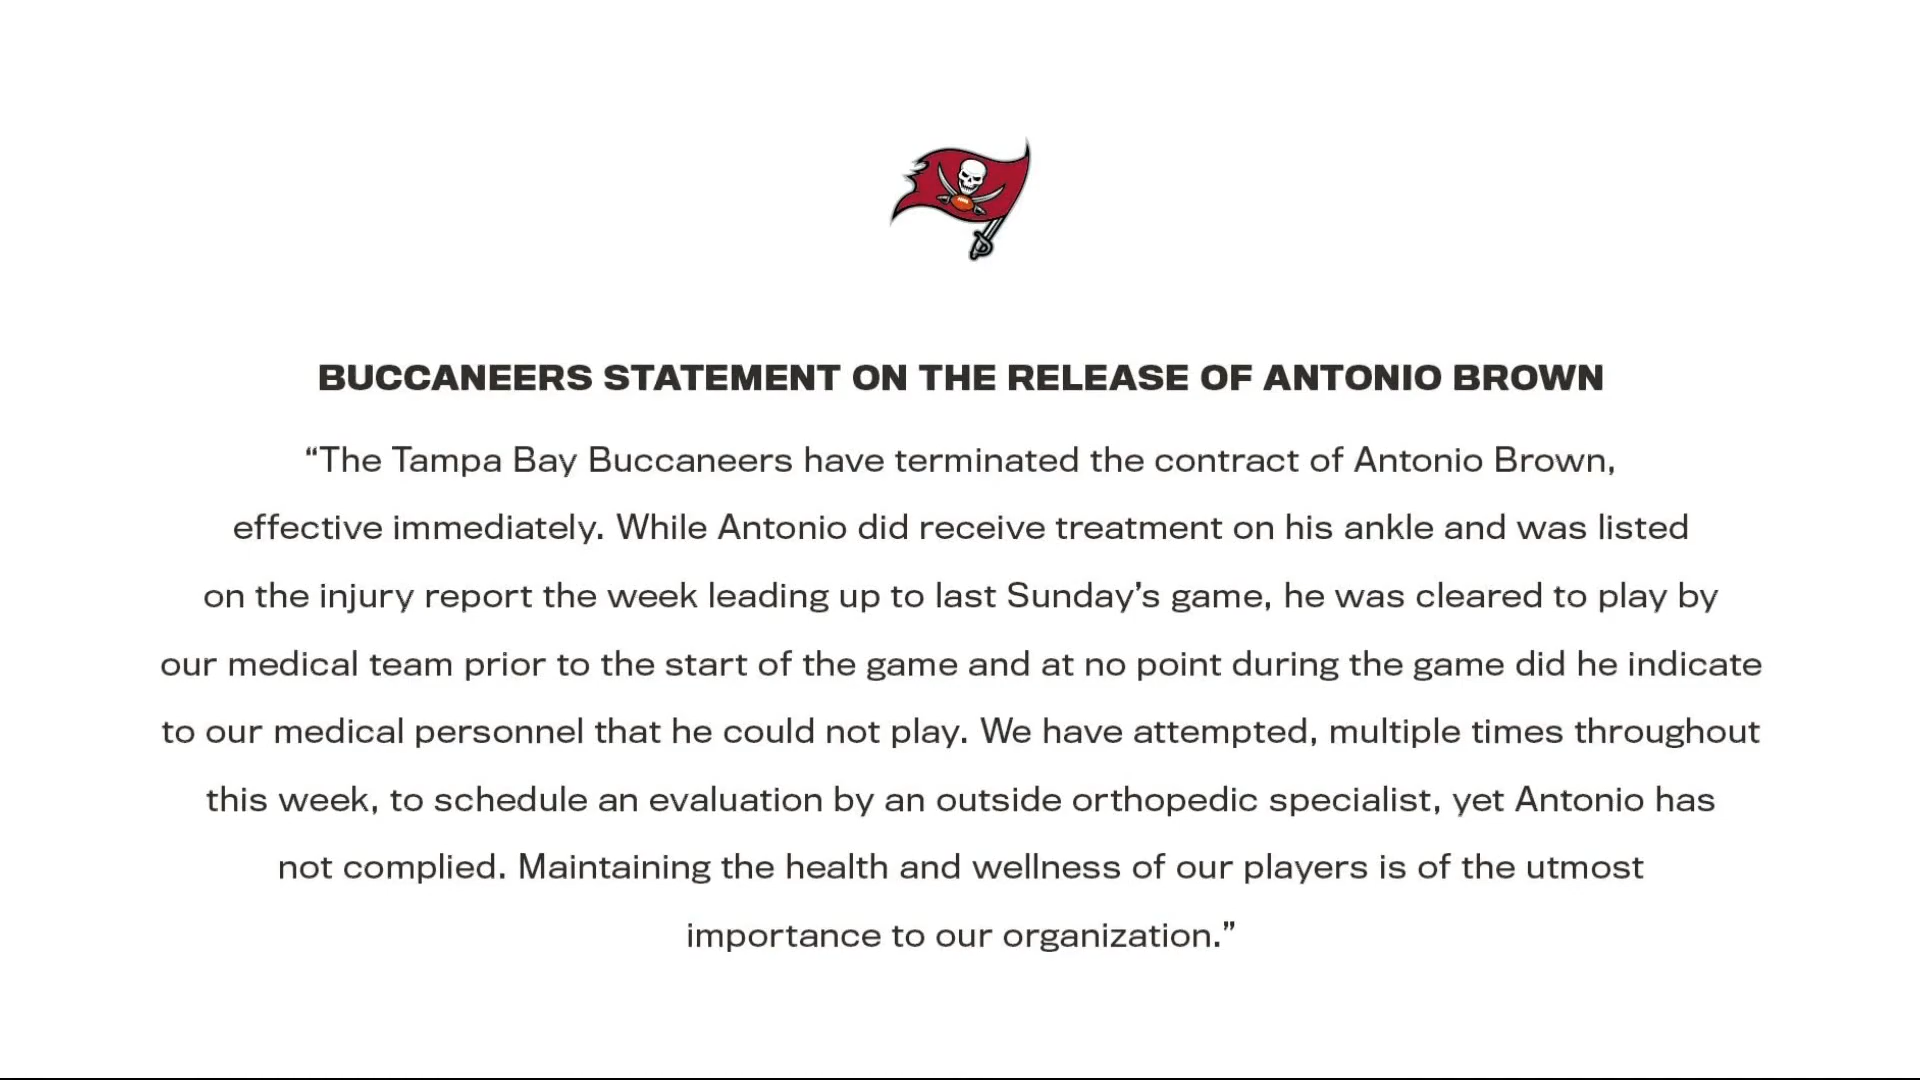 BUCCANEERS STATEMENT ON THE RELEASE OF ANTONIO BROWN
“The Tampa Bay Buccaneers have terminated the contract of Antonio Brown,
effective immediately. While Antonio did receive treatment on his ankle and was listed
on the injury report the week leading up to last Sunday’s game, he was cleared to play by
our medical team prior to the start of the game and at no point during the game did he indicate
to our medical personnel that he could not play. We have attempted, multiple times throughout
this week, to schedule an evaluation by an outside orthopedic specialist, yet Antonio has
not complied. Maintaining the health and wellness of our players is of the utmost
importance to our organization.”